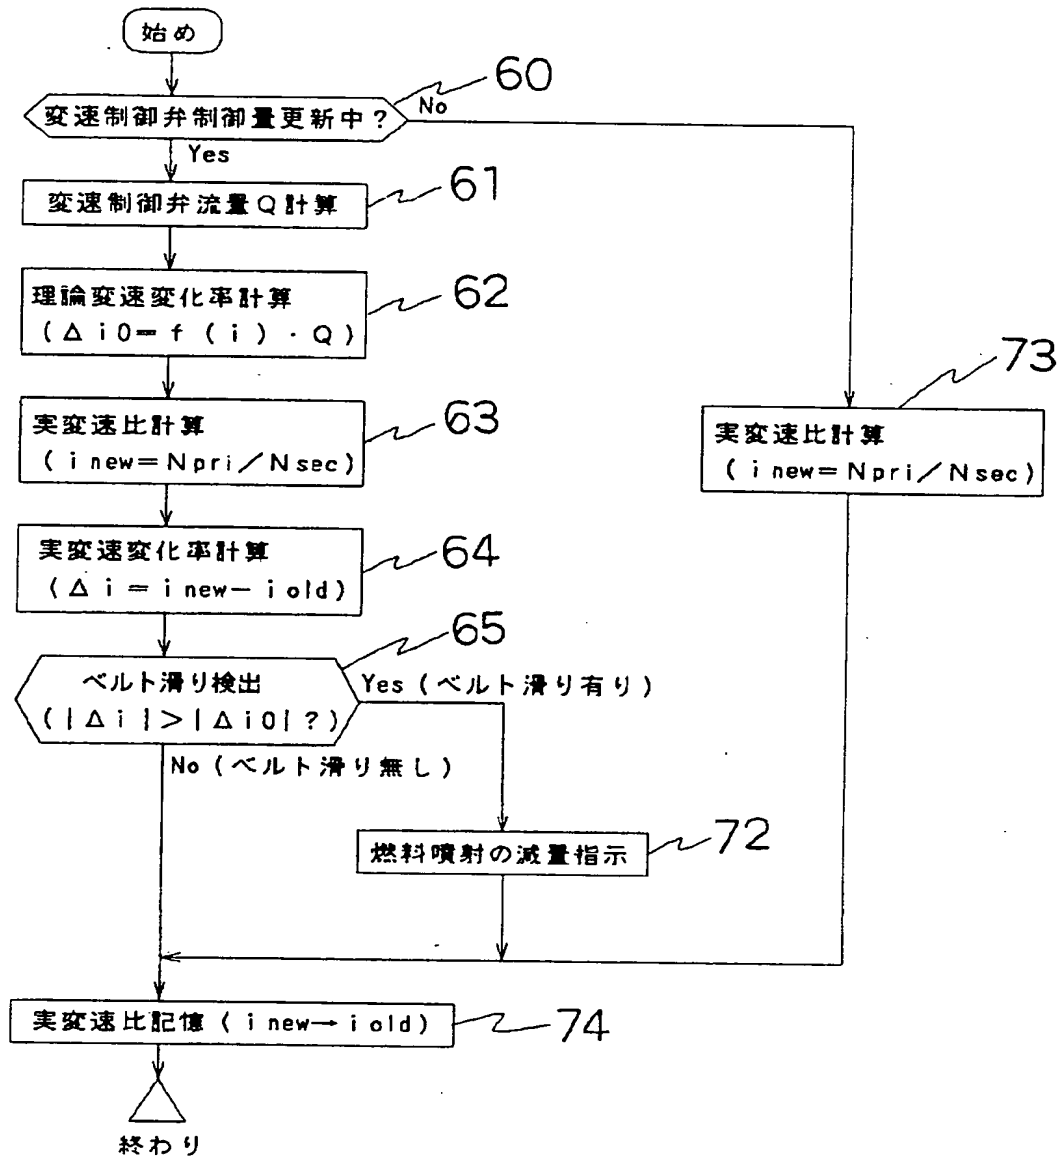 始め
60
変速制御弁制御量更新中？
No
Yes
61
変速制御弁流量Q計算
62
理論変速変化率計算
(Δi0=f(i)・Q)
73
63
実変速比計算
(inew=Npri/Nsec)
実変速比計算
(inew=Npri/Nsec)
64
実変速変化率計算
(Δi=inew-iold)
65
ベルト滑り検出
(|Δi|>|Δi0|?)
Yes(ベルト滑り有り)
No(ベルト滑り無し)
72
燃料噴射の減量指示
74
実変速比記憶(inew→iold)
終わり